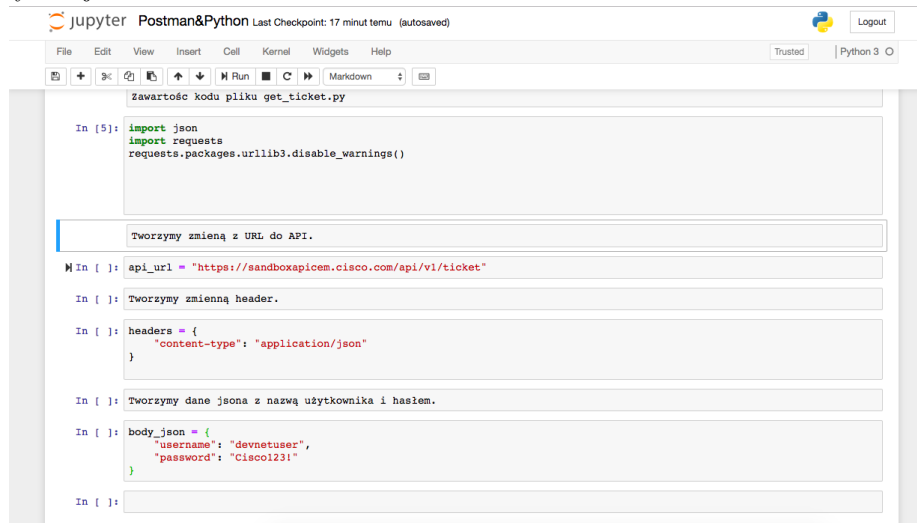 jupyter Postman&Python Last Checkpoint: 17 minut temu (autosaved)
Logout
File Edit View Insert Cell Kernel Widgets Help
Trusted Python 3
Run Markdown
Zawartośc kodu pliku get_ticket.py
In [5]: import json
import requests
requests.packages.urllib3.disable_warnings()
Tworzymy zmieną z URL do API.
In [ ]: api_url = "https://sandboxapicem.cisco.com/api/v1/ticket"
In [ ]: Tworzymy zmienną header.
In [ ]: headers = {
"content-type": "application/json"
}
In [ ]: Tworzymy dane jsona z nazwą użytkownika i hasłem.
In [ ]: body_json = {
"username": "devnetuser",
"password": "Cisco123!"
}
In [ ]: